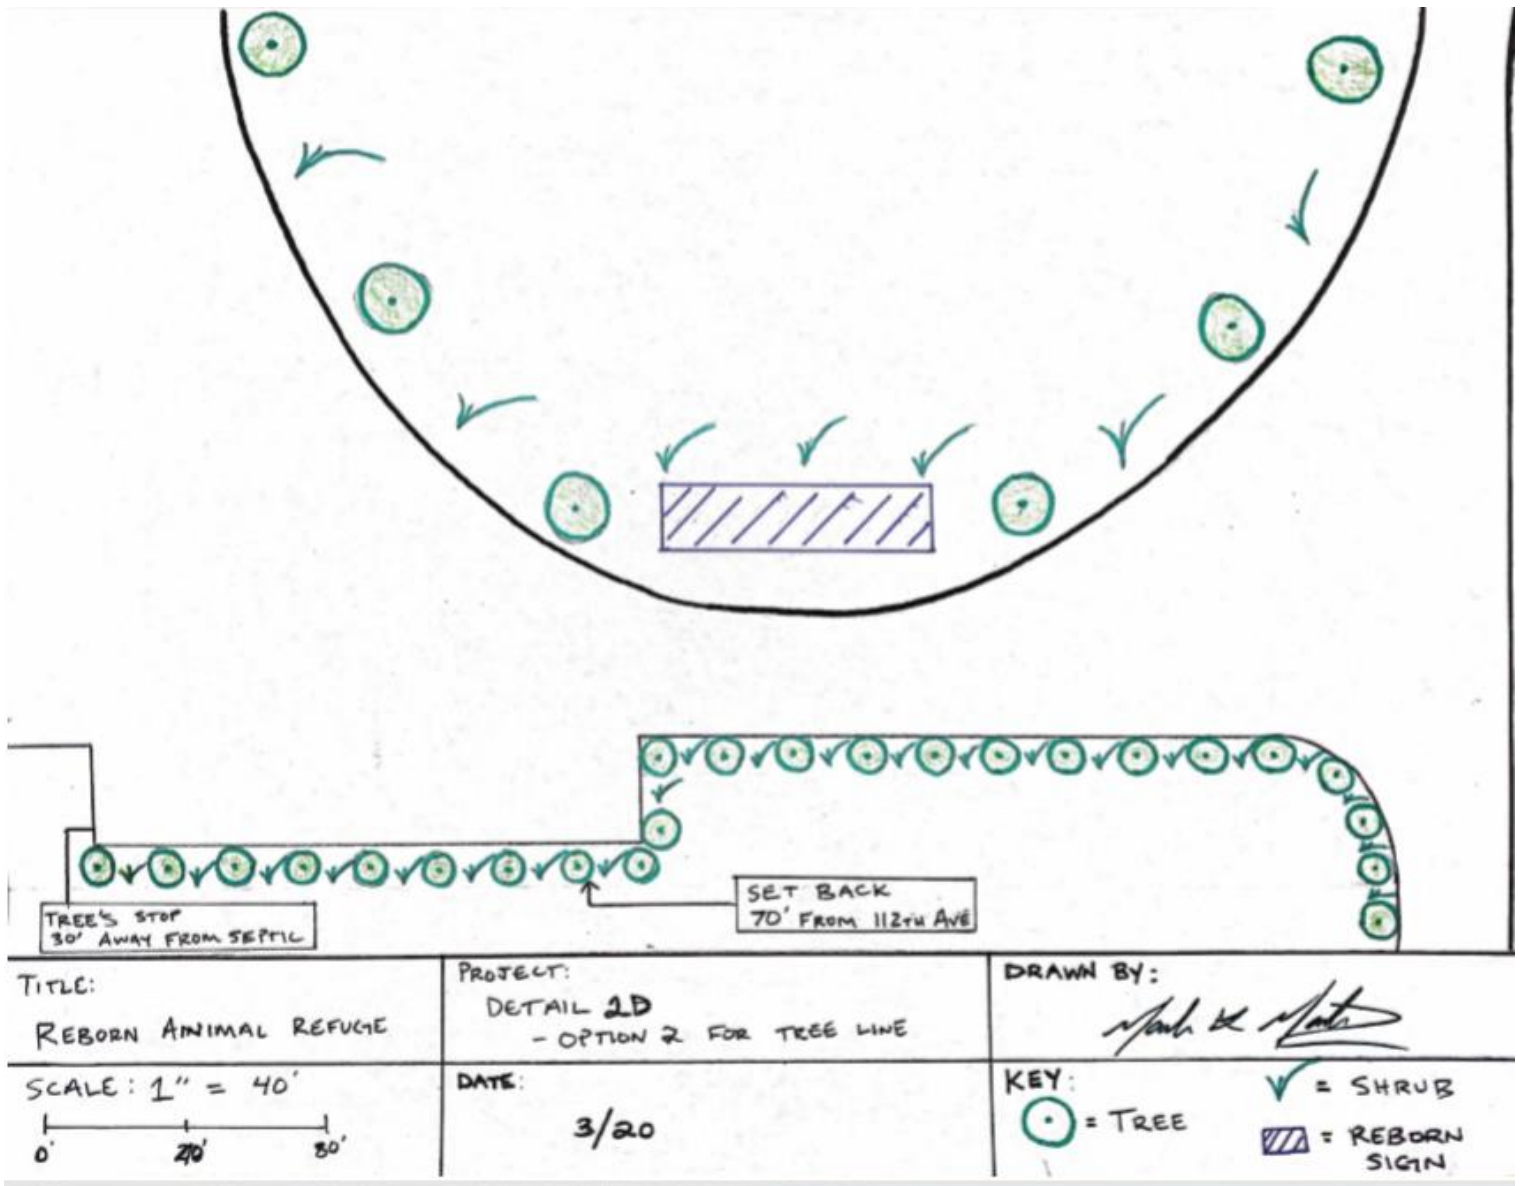 TREE'S STOP
30' AWAY FROM SEPTIC
SET BACK
70' FROM 112TH AVE
TITLE:
REBORN ANIMAL REFUGE
PROJECT:
DETAIL 2D
- OPTION 2 FOR TREE LINE
DRAWN BY:
SCALE: 1" = 40'
0' 80'
DATE:
3/20
KEY:
= TREE
= SHRUB
= REBORN
SIGN